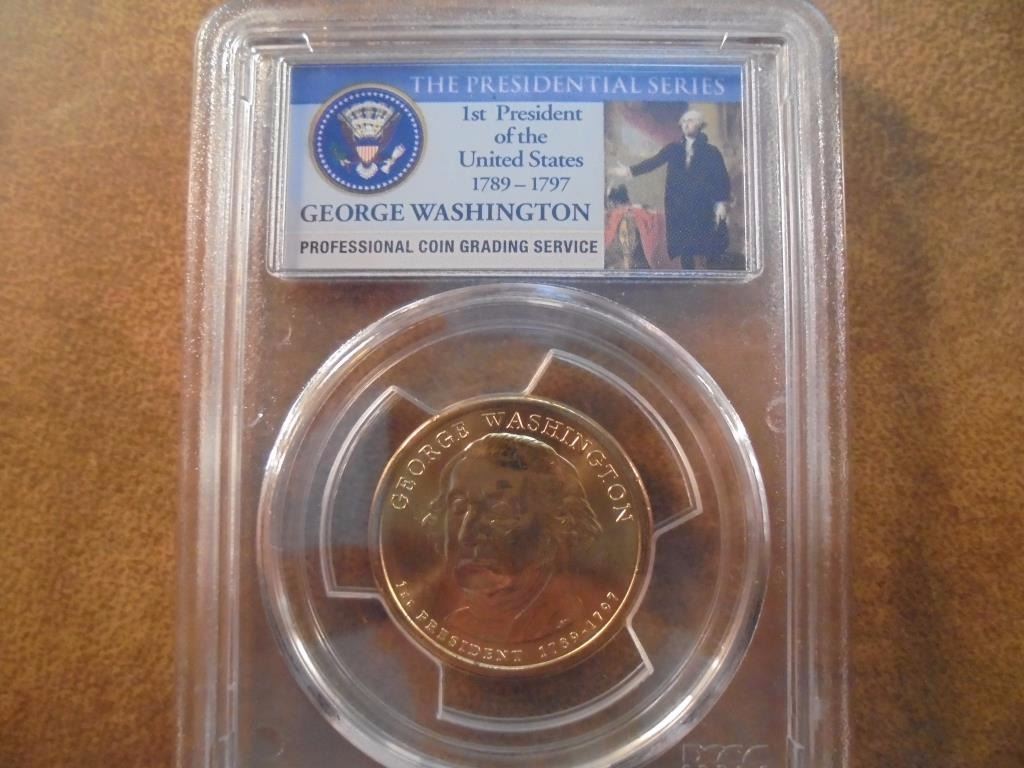 THE PRESIDENTIAL SERIES
1st President
of the
United States
1789 – 1797
GEORGE WASHINGTON
PROFESSIONAL COIN GRADING SERVICE
GEORGE WASHINGTON
1st PRESIDENT 1789-1797
PCGS